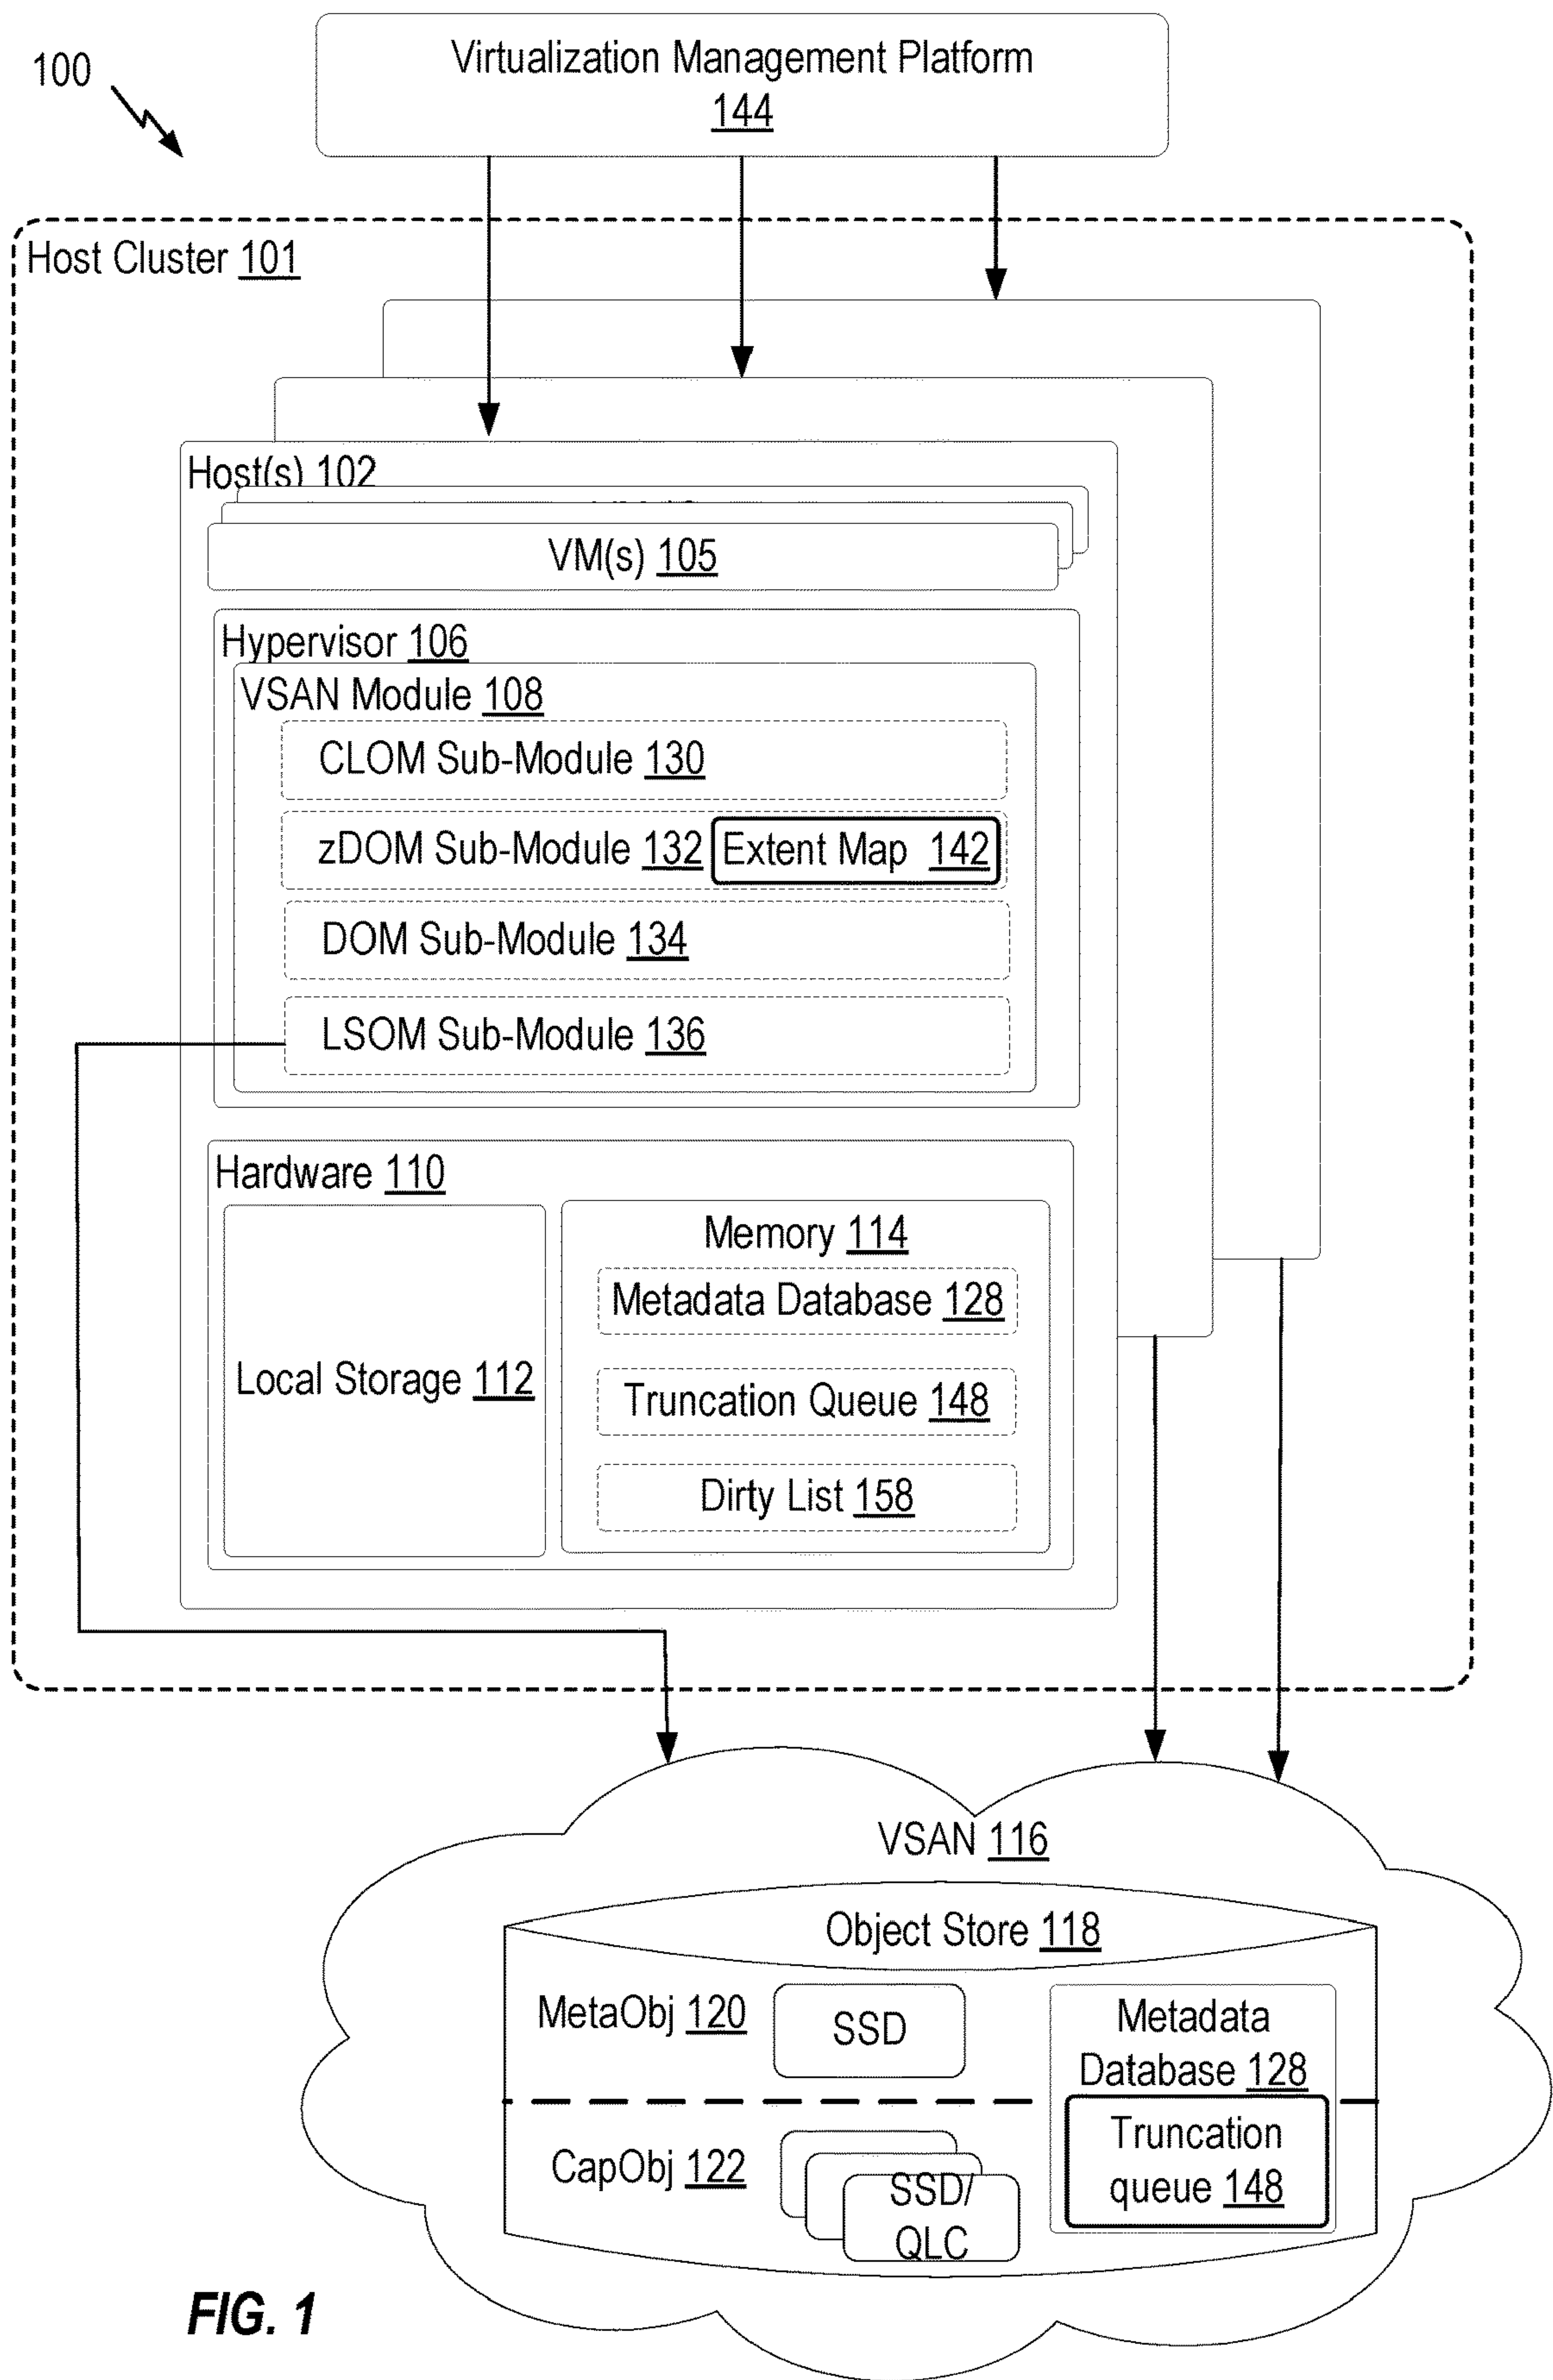 100
Virtualization Management Platform
144
Host Cluster 101
Host(s) 102
VM(s) 105
Hypervisor 106
VSAN Module 108
CLOM Sub-Module 130
zDOM Sub-Module 132 Extent Map 142
DOM Sub-Module 134
LSOM Sub-Module 136
Hardware 110
Local Storage 112
Memory 114
Metadata Database 128
Truncation Queue 148
Dirty List 158
VSAN 116
Object Store 118
MetaObj 120
SSD
Metadata
Database 128
Truncation
queue 148
CapObj 122
SSD/
QLC
FIG. 1